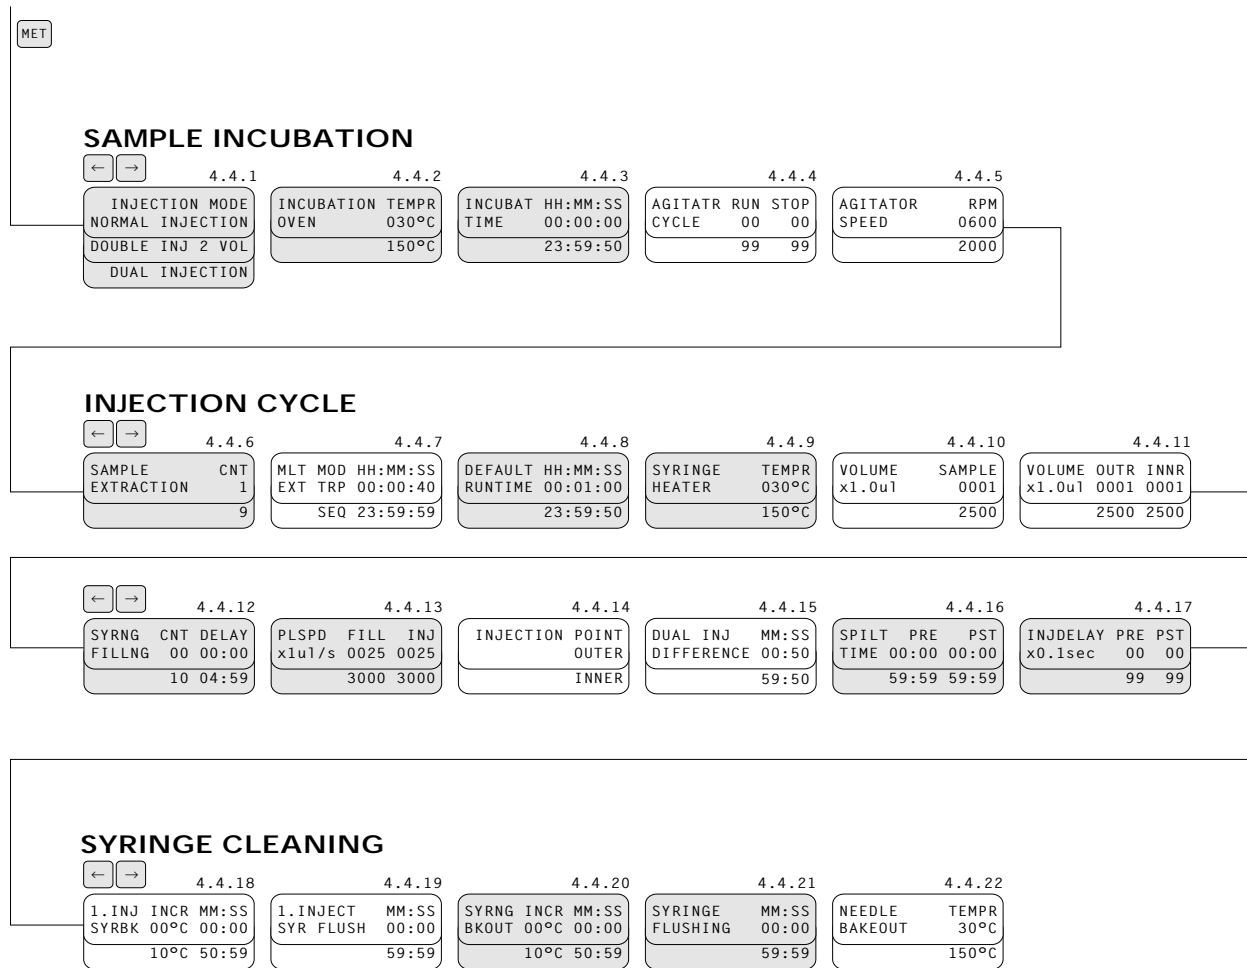 MET
SAMPLE INCUBATION
← → 4.4.1 4.4.2 4.4.3 4.4.4 4.4.5
INJECTION MODE INCUBATION TEMPR INCUBAT HH:MM:SS AGITATR RUN STOP AGITATOR RPM
NORMAL INJECTION OVEN 030ºC TIME 00:00:00 CYCLE 00 00 SPEED 0600
DOUBLE INJ 2 VOL 150ºC 23:59:50 99 99 2000
DUAL INJECTION
INJECTION CYCLE
← → 4.4.6 4.4.7 4.4.8 4.4.9 4.4.10 4.4.11
SAMPLE CNT MLT MOD HH:MM:SS DEFAULT HH:MM:SS SYRINGE TEMPR VOLUME SAMPLE VOLUME OUTR INNR
EXTRACTION 1 EXT TRP 00:00:40 RUNTIME 00:01:00 HEATER 030ºC x1.0ul 0001 x1.0ul 0001 0001
9 SEQ 23:59:59 23:59:50 150ºC 2500 2500 2500
← → 4.4.12 4.4.13 4.4.14 4.4.15 4.4.16 4.4.17
SYRNG CNT DELAY PLSPD FILL INJ INJECTION POINT DUAL INJ MM:SS SPILT PRE PST INJDELAY PRE PST
FILLNG 00 00:00 x1ul/s 0025 0025 OUTER DIFFERENCE 00:50 TIME 00:00 00:00 x0.1sec 00 00
10 04:59 3000 3000 INNER 59:50 59:59 59:59 99 99
SYRINGE CLEANING
← → 4.4.18 4.4.19 4.4.20 4.4.21 4.4.22
1.INJ INCR MM:SS 1.INJECT MM:SS SYRNG INCR MM:SS SYRINGE MM:SS NEEDLE TEMPR
SYRBK 00ºC 00:00 SYR FLUSH 00:00 BKOUT 00ºC 00:00 FLUSHING 00:00 BAKEOUT 30ºC
10ºC 50:59 59:59 10ºC 50:59 59:59 150ºC